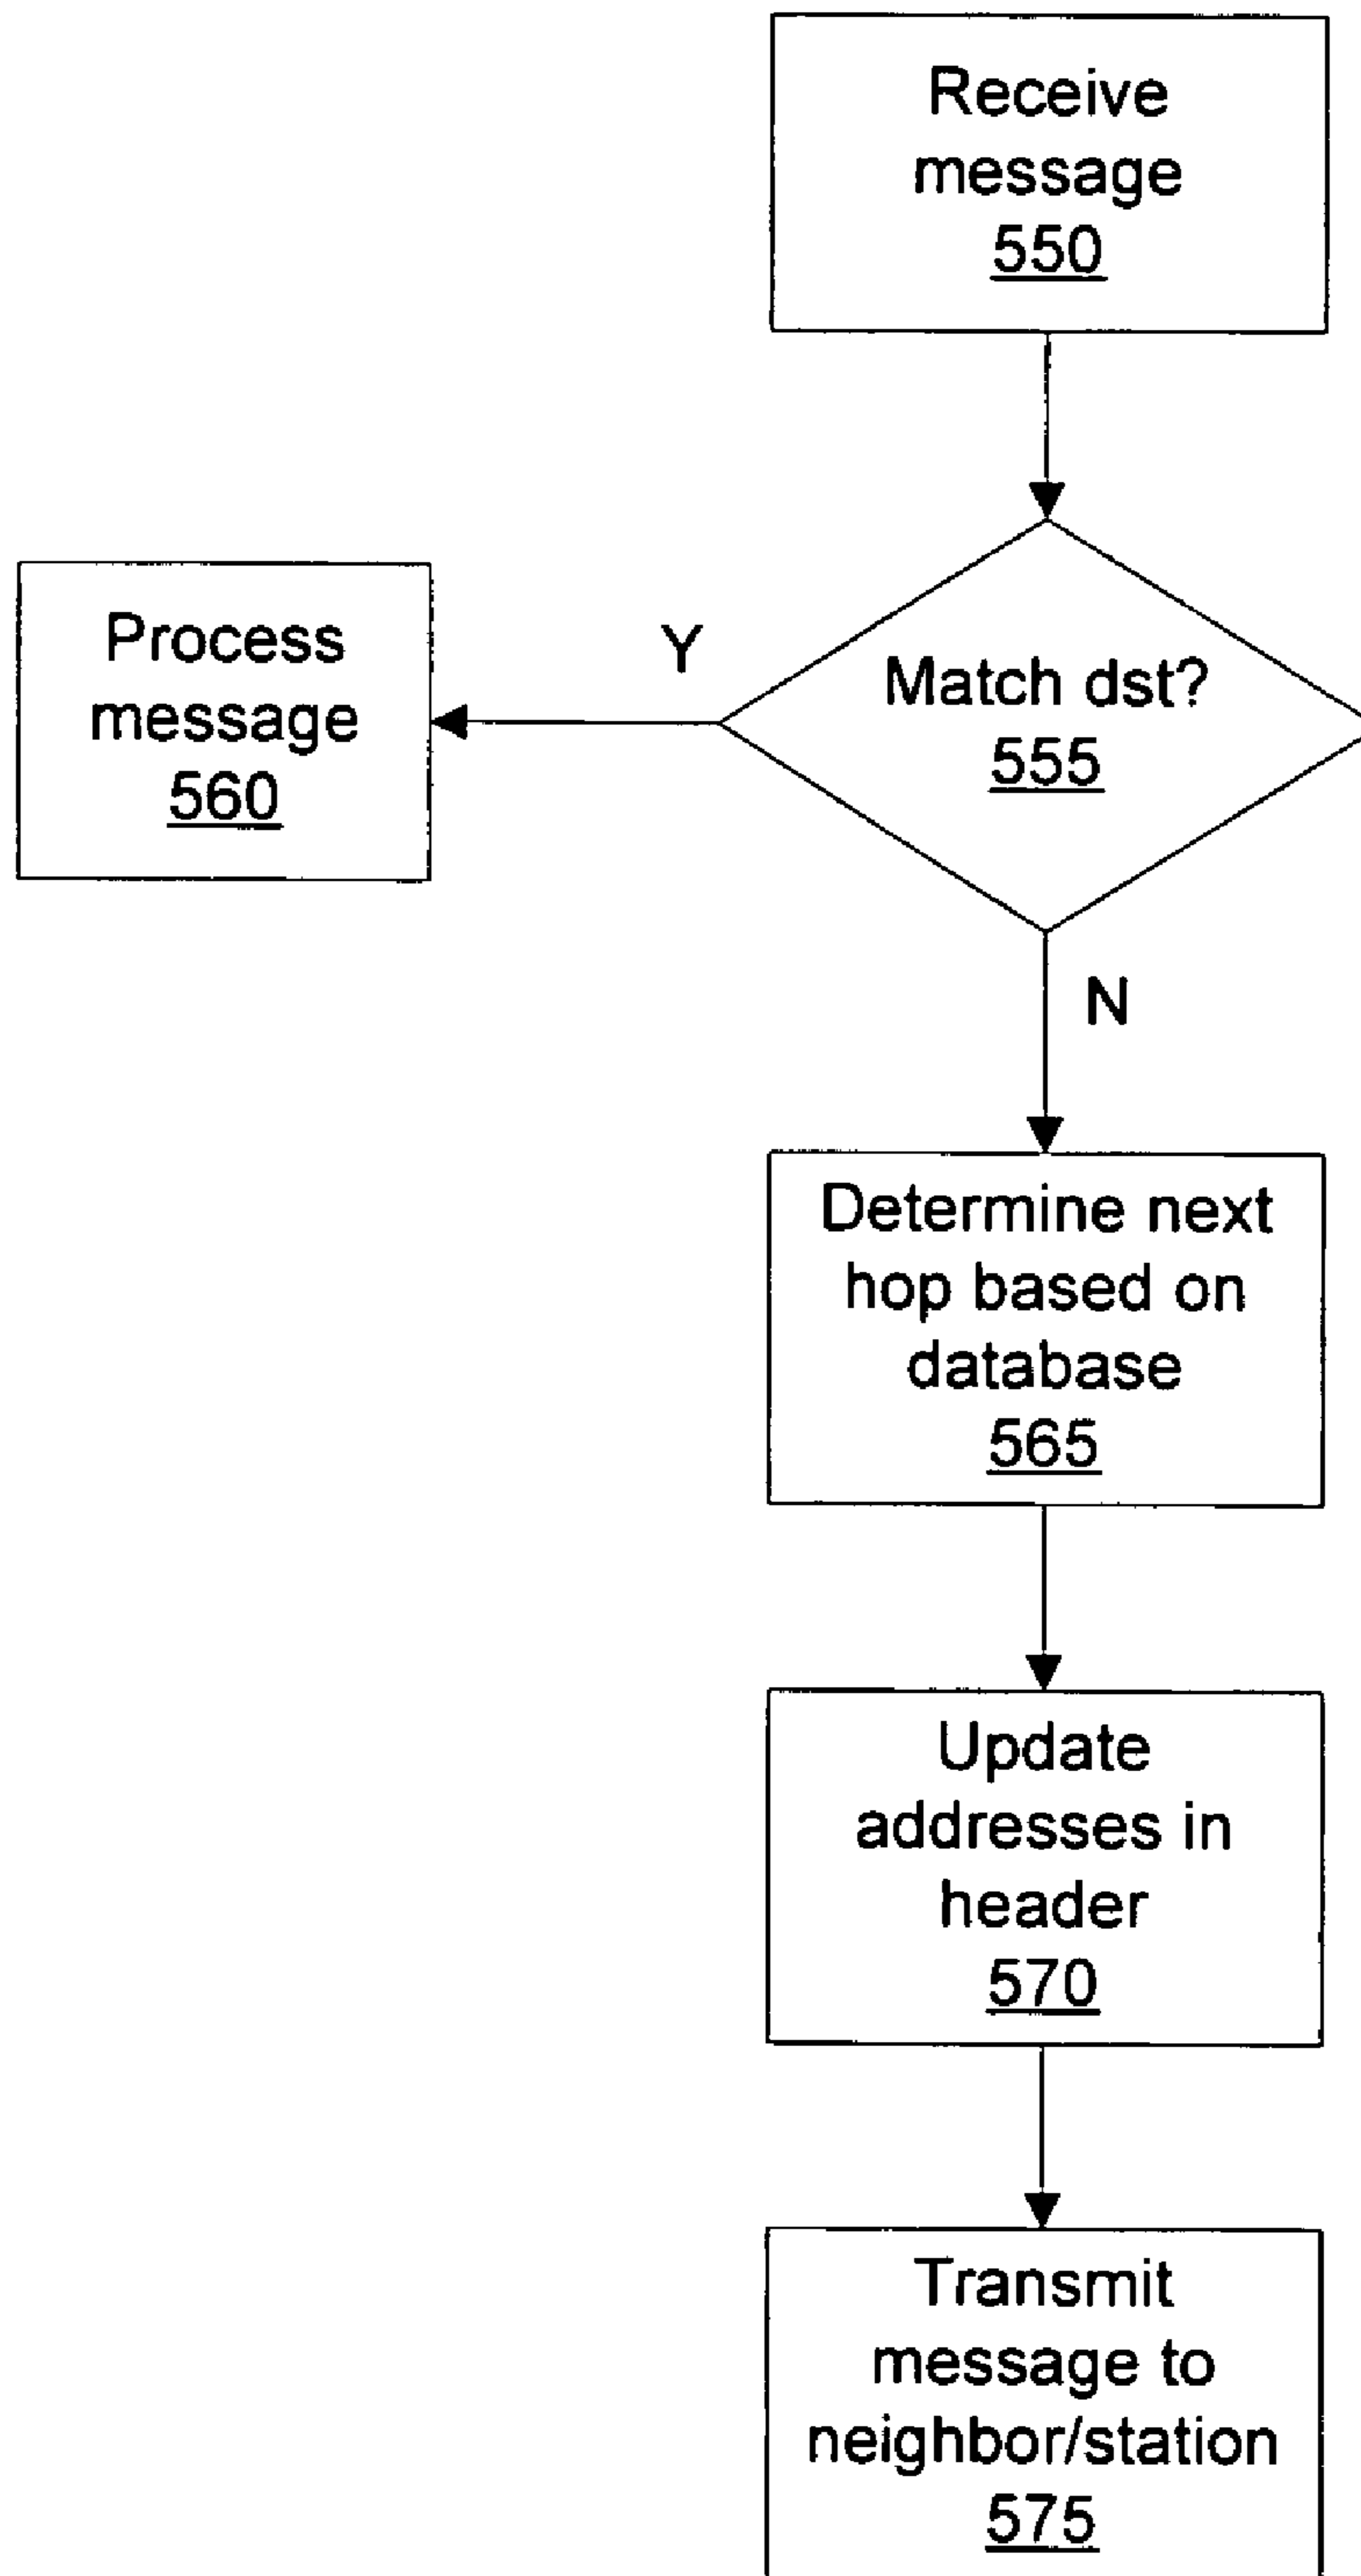 Receive
message
550
Y
Match dst?
555
Process
message
560
N
Determine next
hop based on
database
565
Update
addresses in
header
570
Transmit
message to
neighbor/station
575